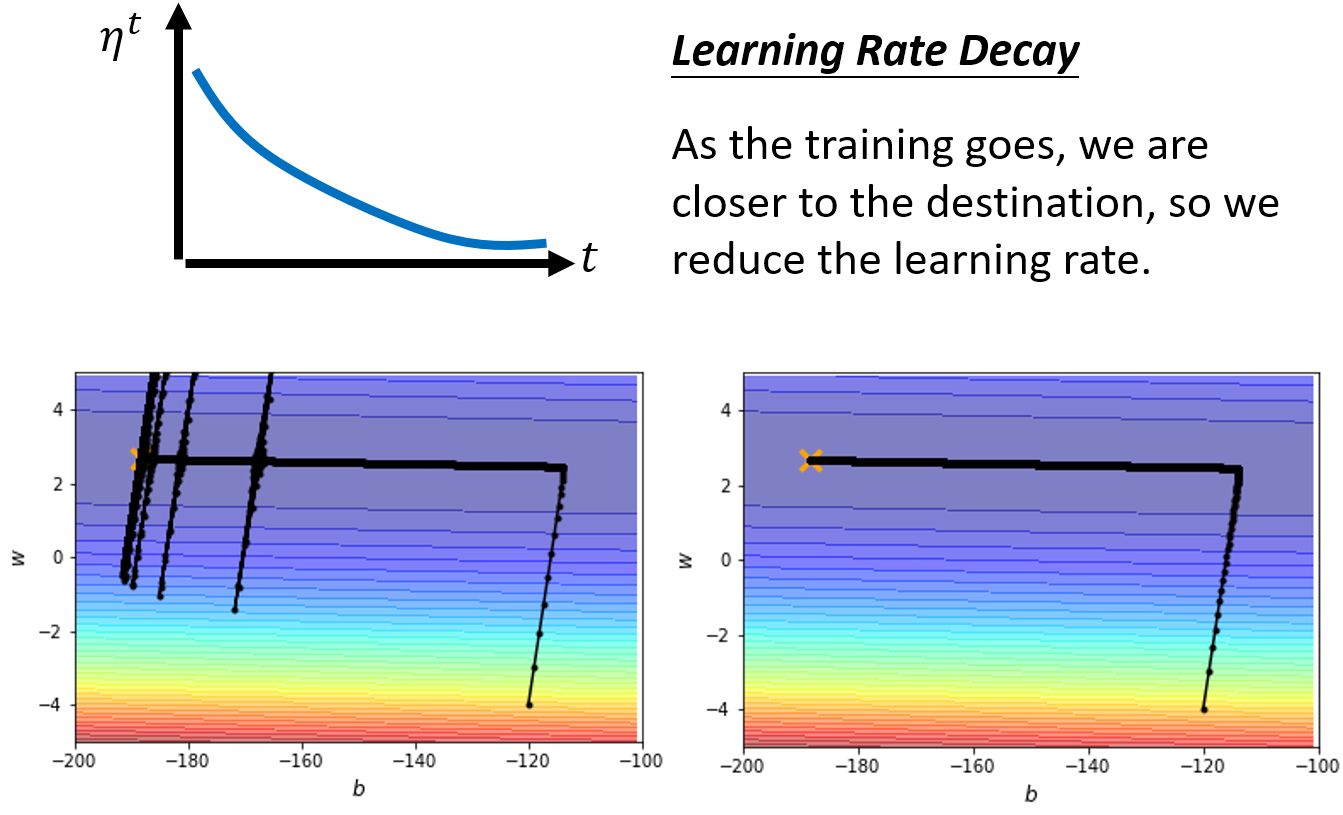 η^t
t
Learning Rate Decay
As the training goes, we are
closer to the destination, so we
reduce the learning rate.
4
2
0
−2
−4
w
−200 −180 −160 −140 −120 −100
b
4
2
0
−2
−4
w
−200 −180 −160 −140 −120 −100
b